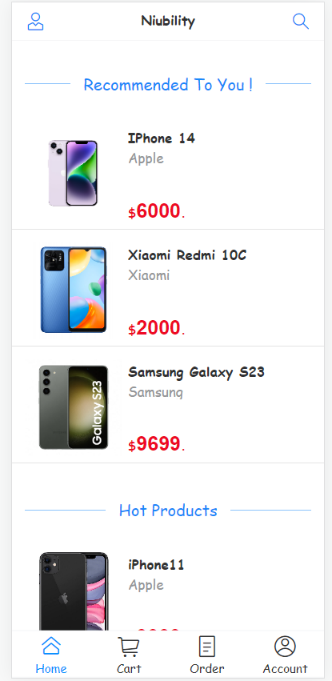 Niubility
Recommended To You !
IPhone 14
Apple
$6000.
Xiaomi Redmi 10C
Xiaomi
$2000.
Samsung Galaxy S23
Samsung
Galaxy S23
$9699.
Hot Products
iPhone11
Apple
Home
Cart
Order
Account